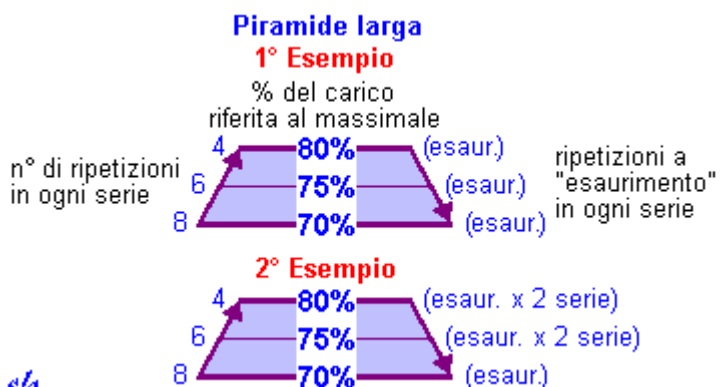 Piramide larga
1° Esempio
% del carico
riferita al massimale
n° di ripetizioni
in ogni serie
4 80% (esaur.)
6 75% (esaur.)
8 70% (esaur.)
ripetizioni a
"esaurimento"
in ogni serie
2° Esempio
4 80% (esaur. x 2 serie)
6 75% (esaur. x 2 serie)
8 70% (esaur.)